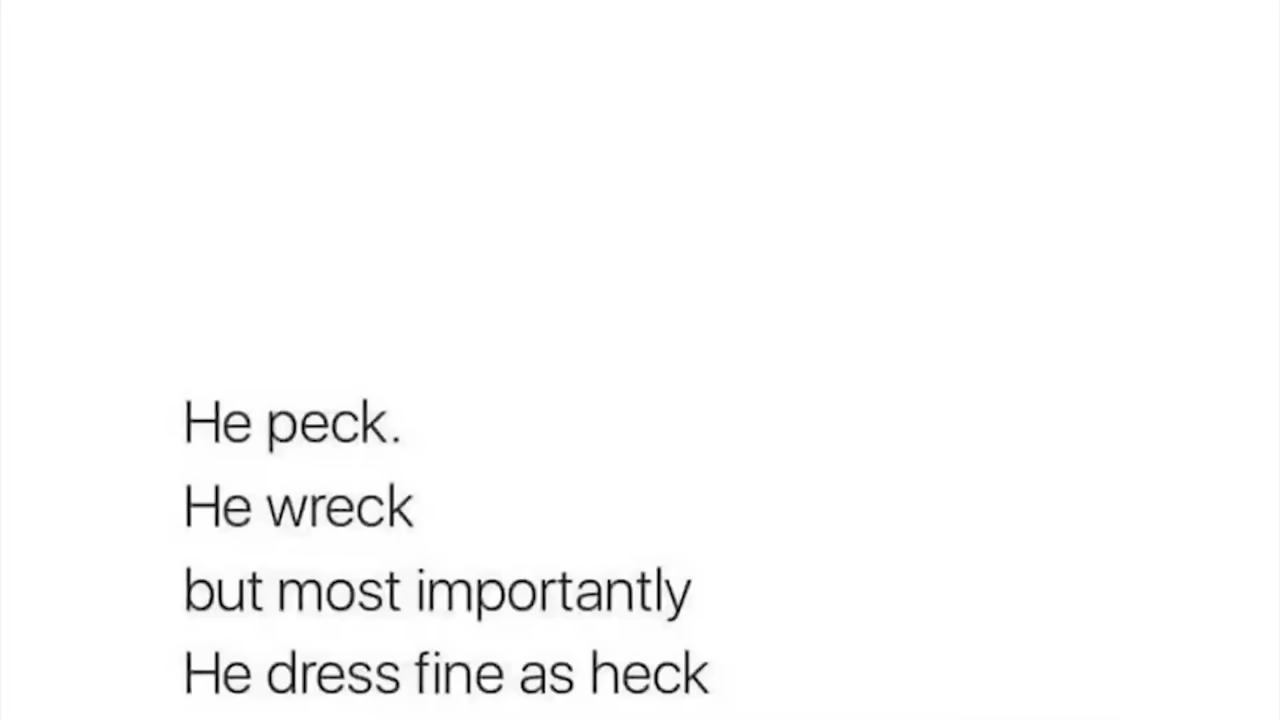 He peck.
He wreck
but most importantly
He dress fine as heck